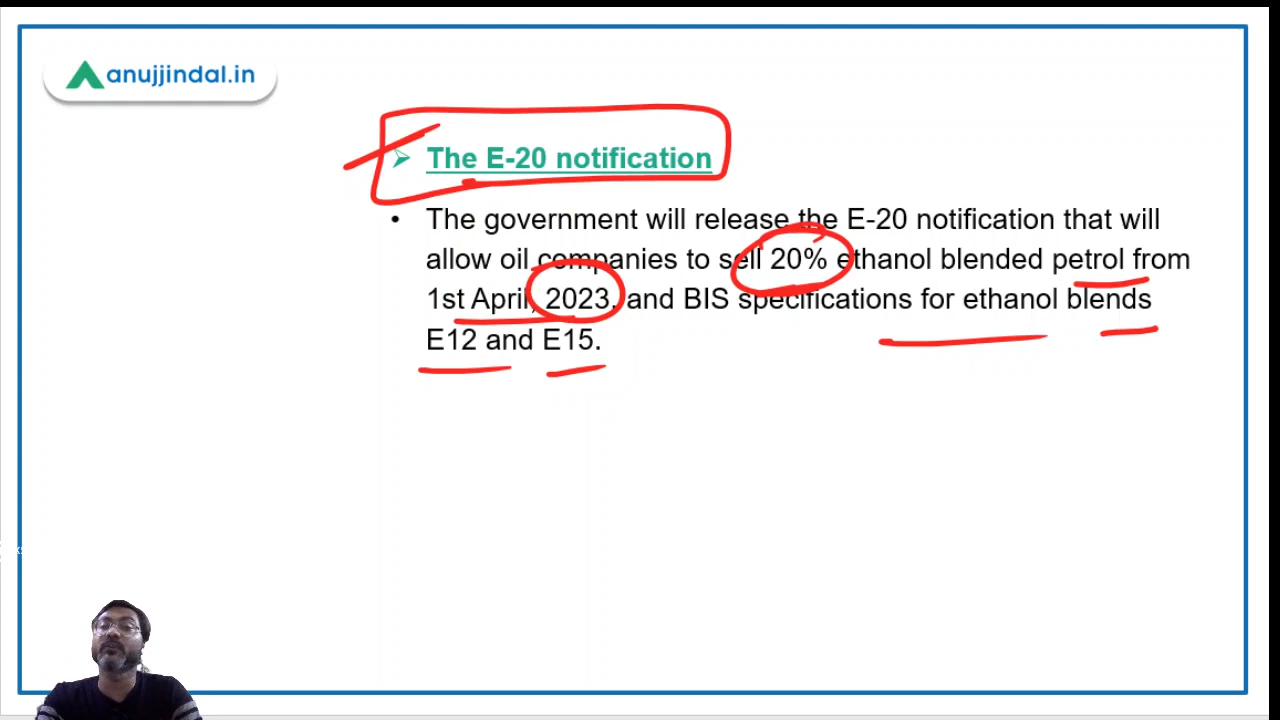 anujjindal.in
The E-20 notification
The government will release the E-20 notification that will
allow oil companies to sell 20% ethanol blended petrol from
1st April, 2023, and BIS specifications for ethanol blends
E12 and E15.